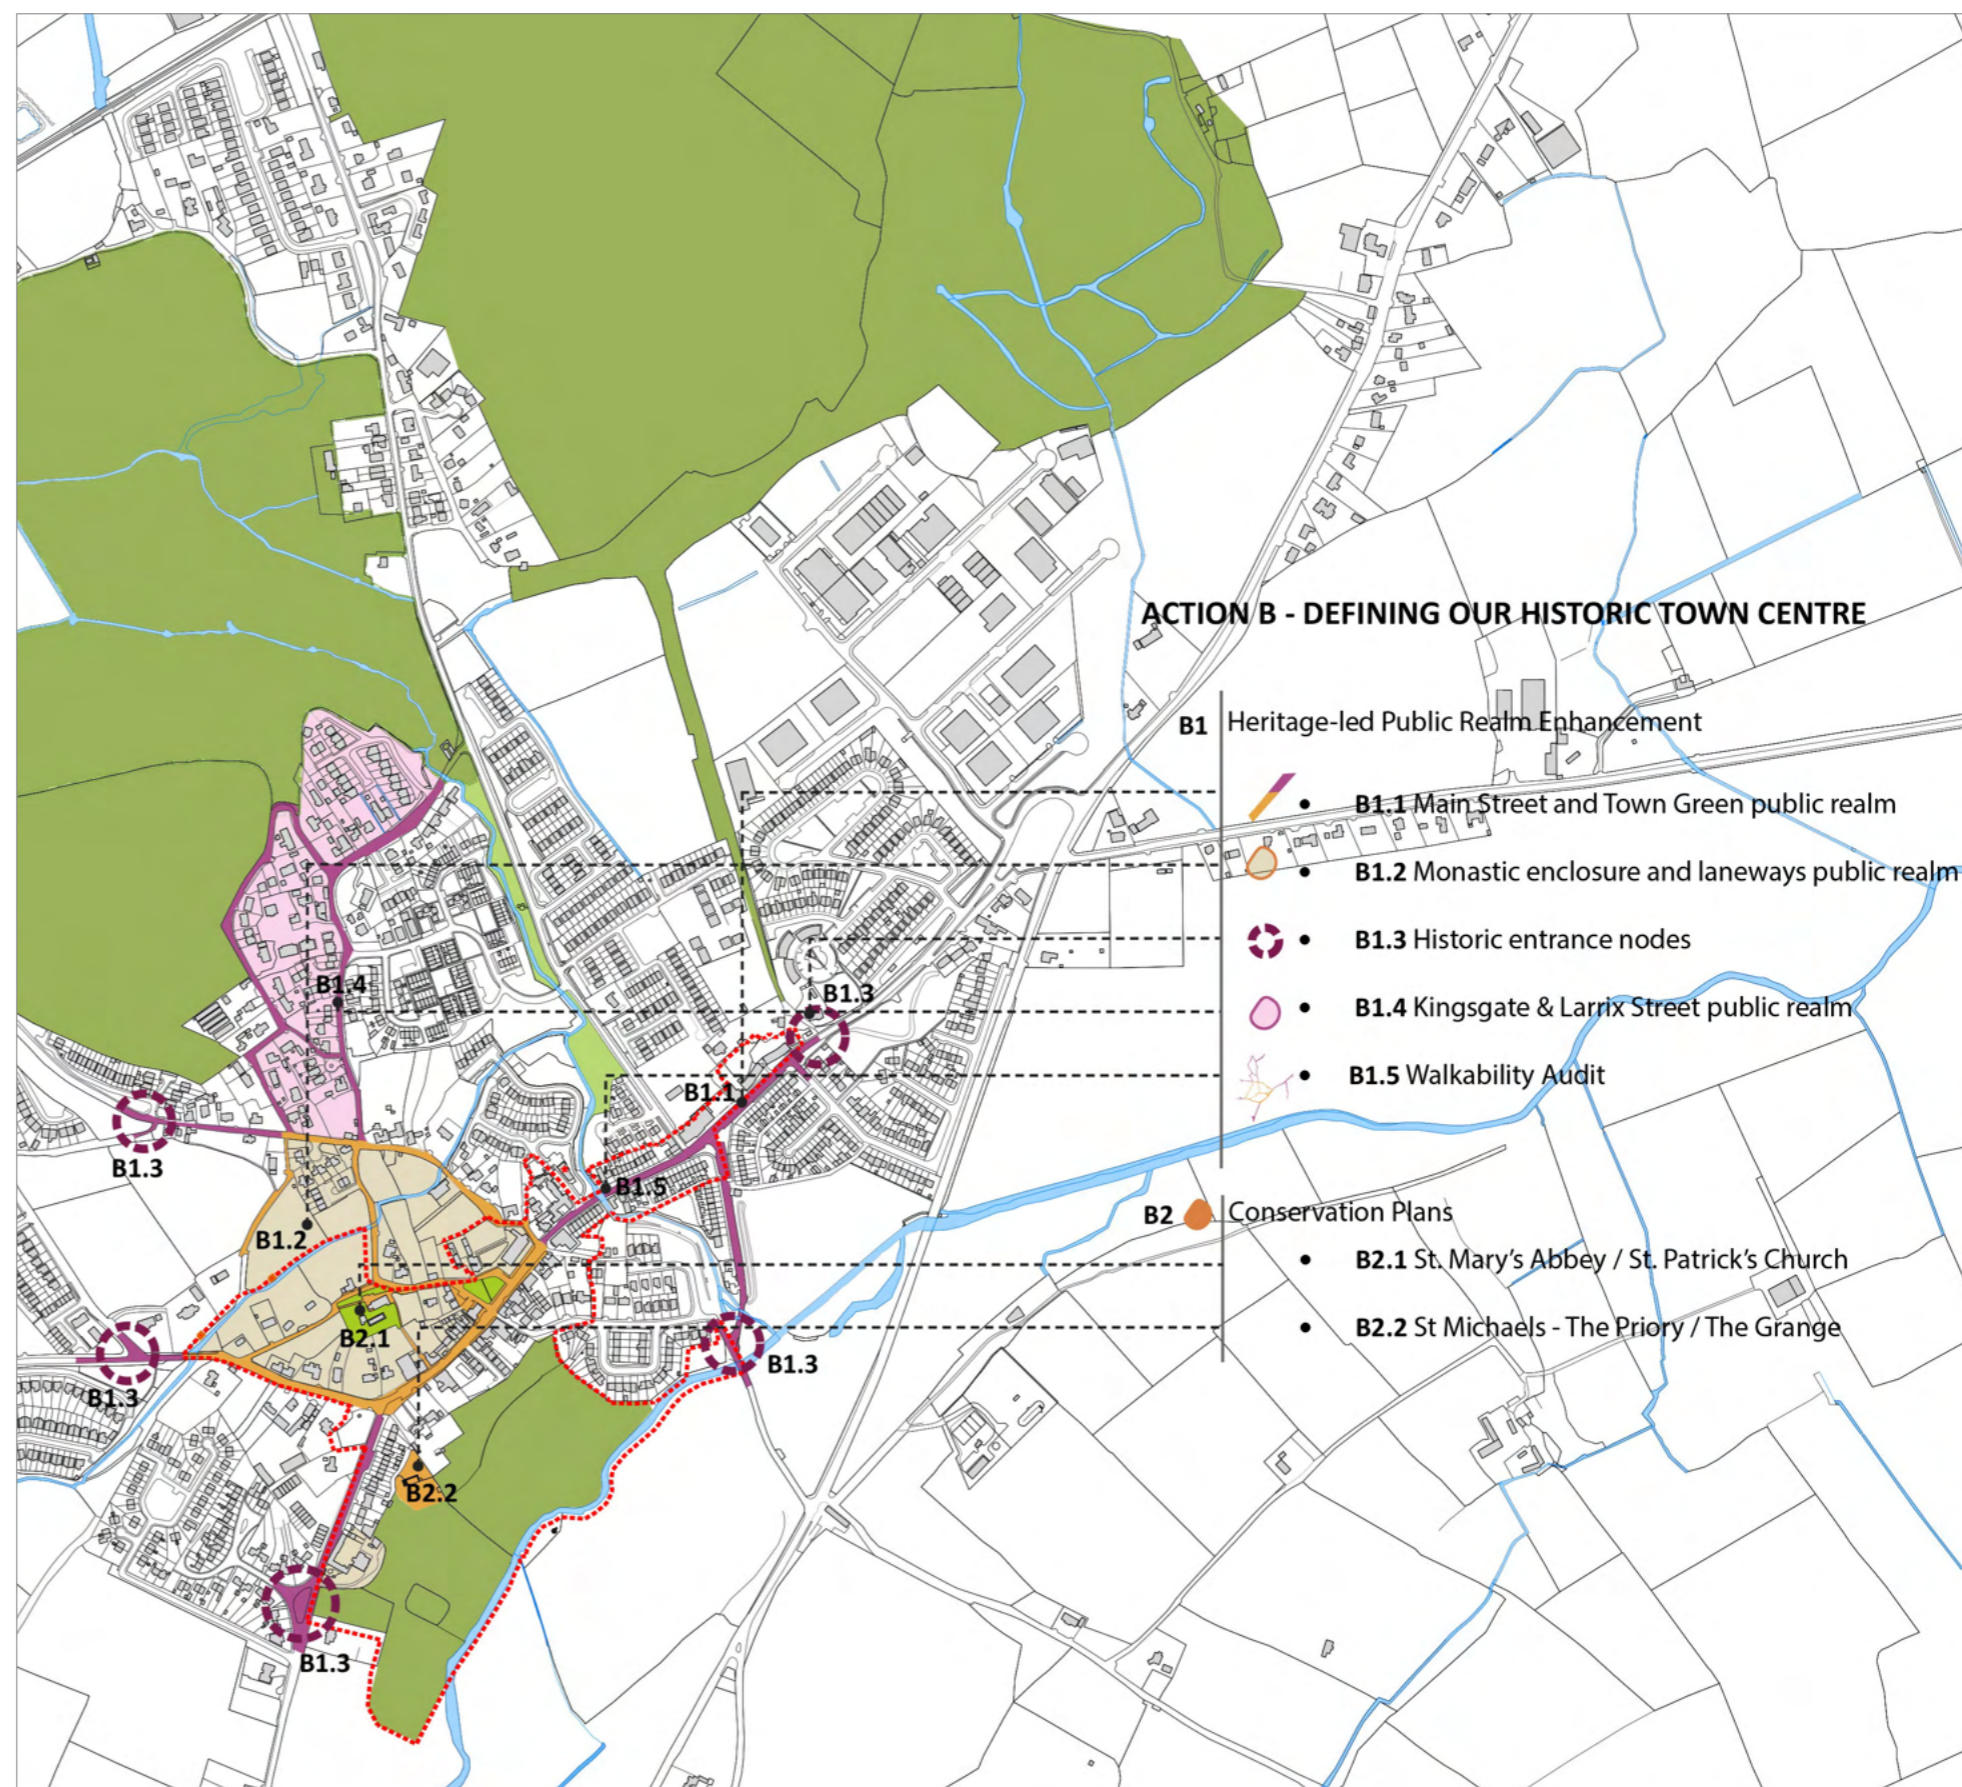 ACTION B - DEFINING OUR HISTORIC TOWN CENTRE
B1 Heritage-led Public Realm Enhancement
• B1.1 Main Street and Town Green public realm
• B1.2 Monastic enclosure and laneways public realm
• B1.3 Historic entrance nodes
• B1.4 Kingsgate & Larrix Street public realm
• B1.5 Walkability Audit
B2 Conservation Plans
• B2.1 St. Mary's Abbey / St. Patrick's Church
• B2.2 St Michaels - The Priory / The Grange
B1.4
B1.3
B1.1
B1.3
B1.5
B1.2
B2.1
B1.3
B1.3
B2.2
B1.3